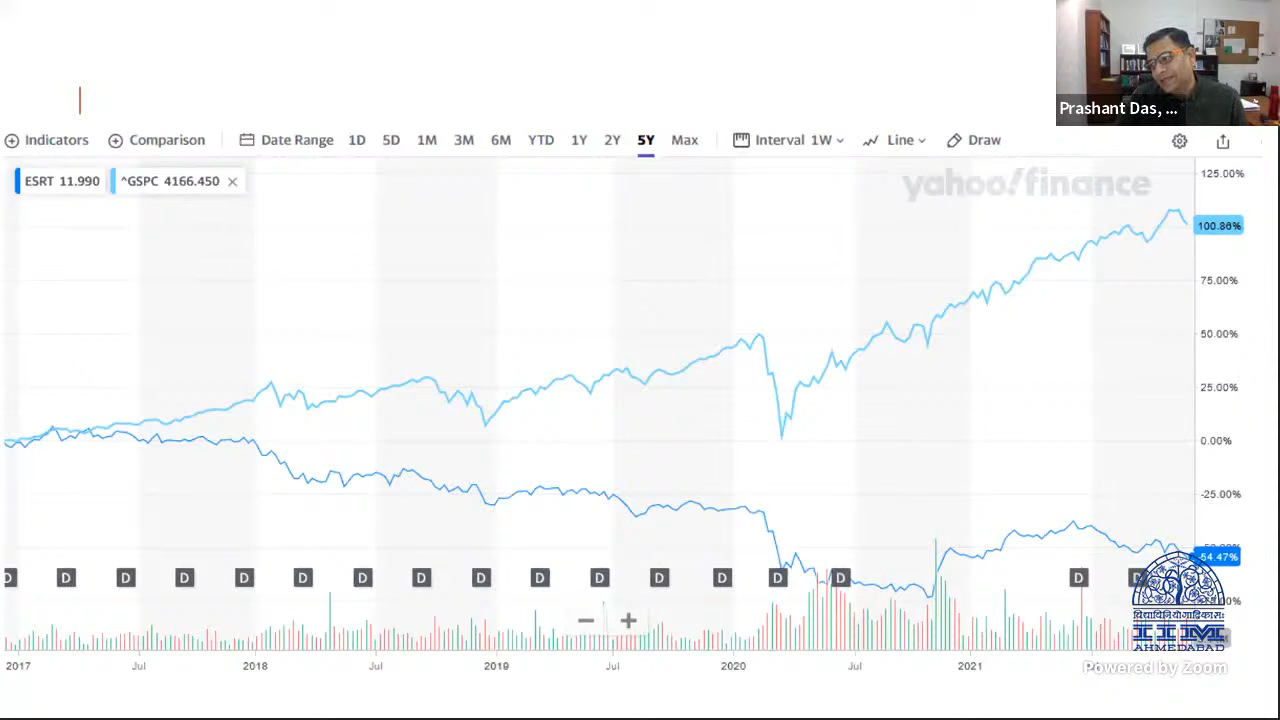 Prashant Das, ...
Indicators Comparison Date Range 1D 5D 1M 3M 6M YTD 1Y 2Y 5Y Max Interval 1W Line Draw
ESRT 11.990 ^GSPC 4166.450
yahoo!finance
125.00%
100.86%
75.00%
50.00%
25.00%
0.00%
-25.00%
-54.47%
D D D D D D D D D D D D D D D D D
विद्याविनियोगाद्विकासः
IIM
AHMEDABAD
2017 Jul 2018 Jul 2019 Jul 2020 Jul 2021
Powered by Zoom